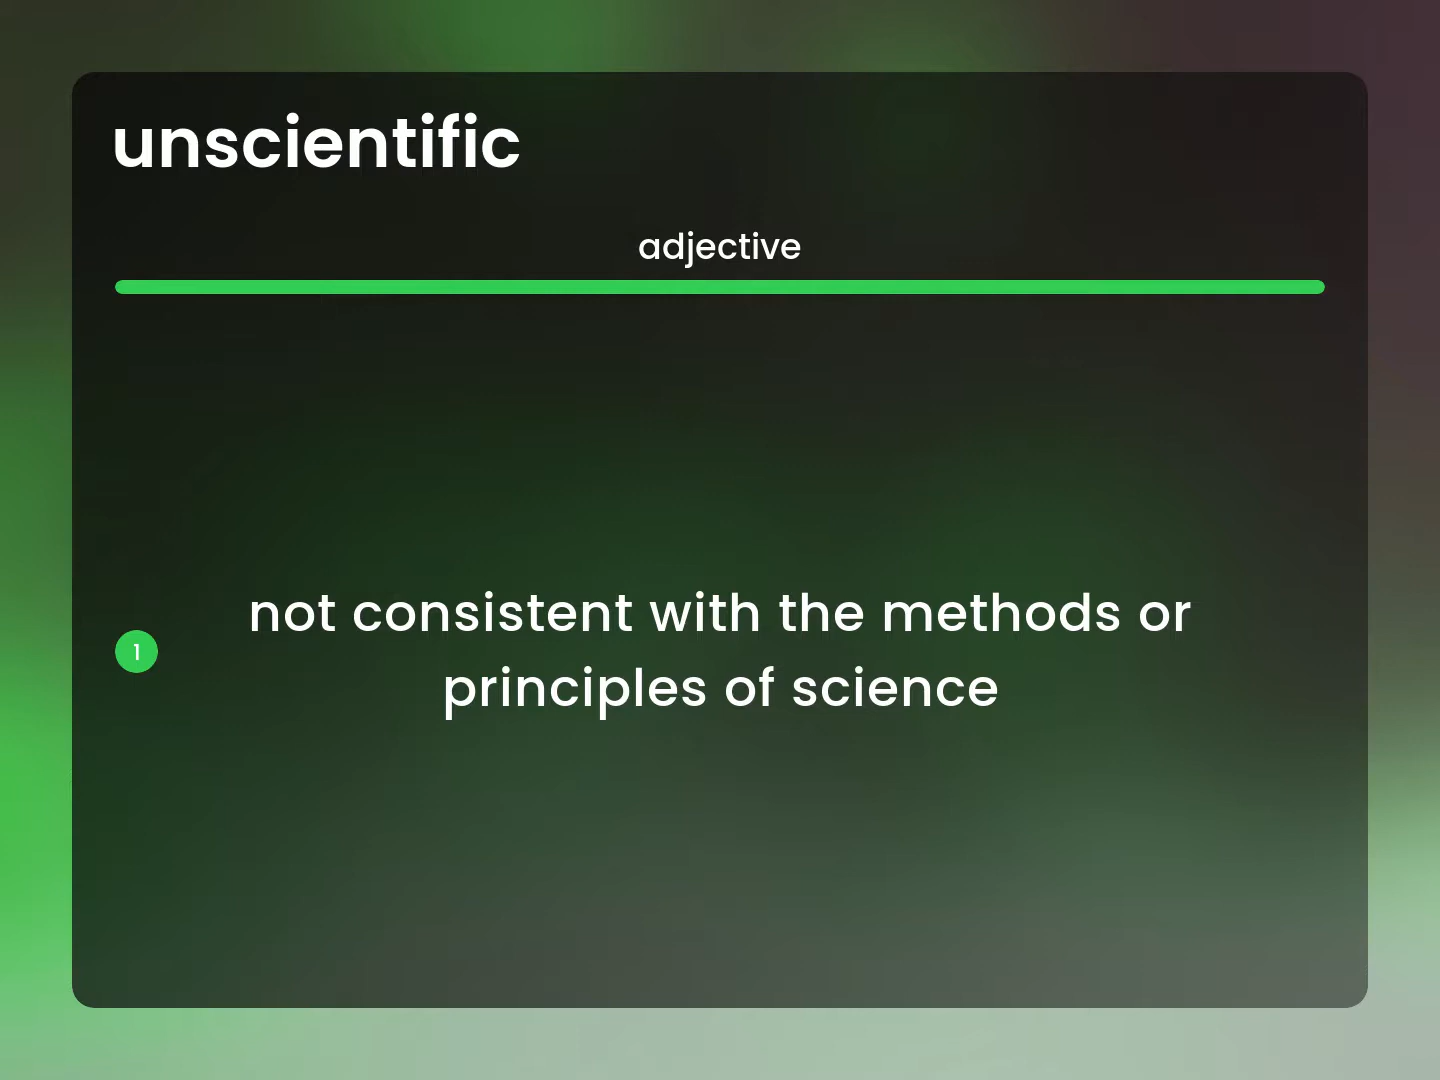 unscientific
adjective
1
not consistent with the methods or
principles of science